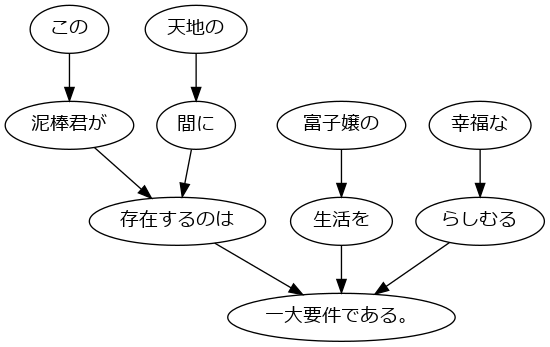 この
天地の
泥棒君が
間に
富子嬢の
幸福な
存在するのは
生活を
らしむる
一大要件である。